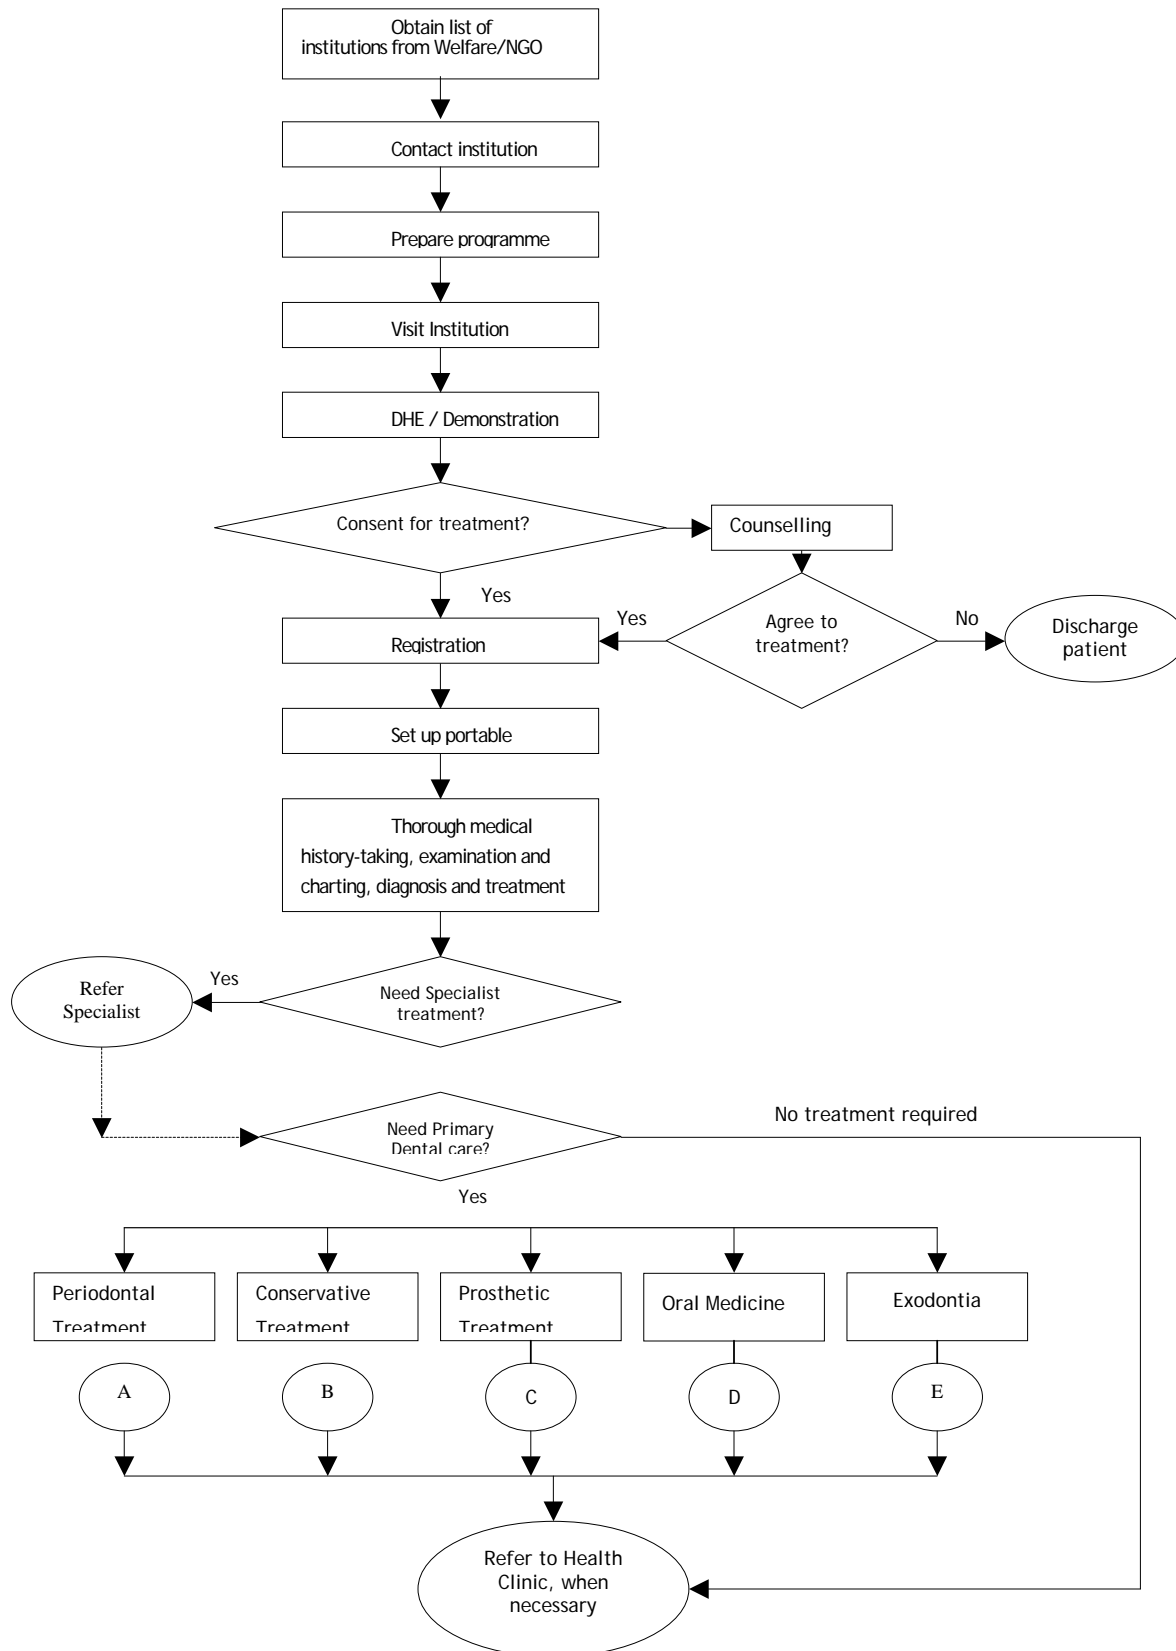 Obtain list of
institutions from Welfare/NGO
Contact institution
Prepare programme
Visit Institution
DHE / Demonstration
Consent for treatment?
Counselling
Yes
Registration
Yes
Agree to
treatment?
No
Discharge
patient
Set up portable
Thorough medical
history-taking, examination and
charting, diagnosis and treatment
Need Specialist
treatment?
Yes
Refer
Specialist
Need Primary
Dental care?
No treatment required
Yes
Periodontal
Treatment
Conservative
Treatment
Prosthetic
Treatment
Oral Medicine
Exodontia
A
B
C
D
E
Refer to Health
Clinic, when
necessary